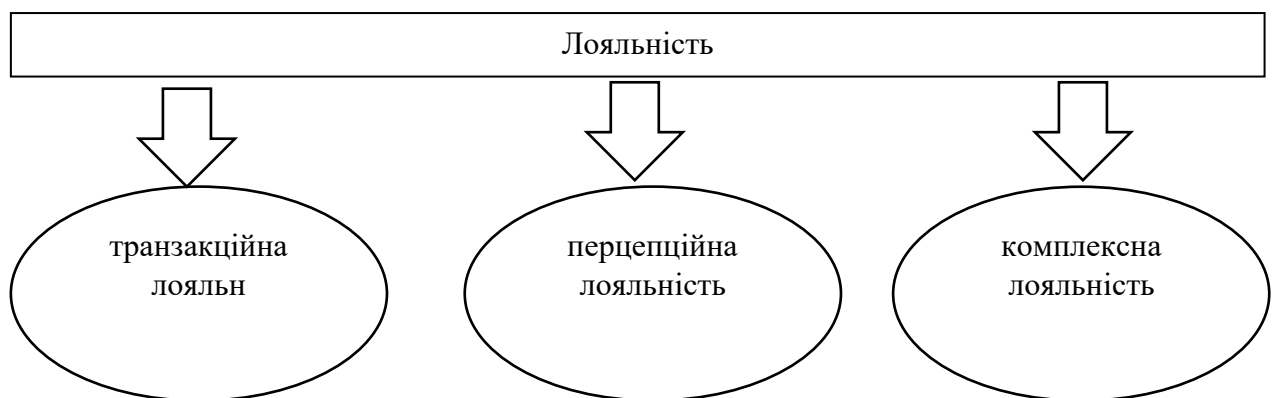 Лояльність
транзакційна
лояльн
перцепційна
лояльність
комплексна
лояльність